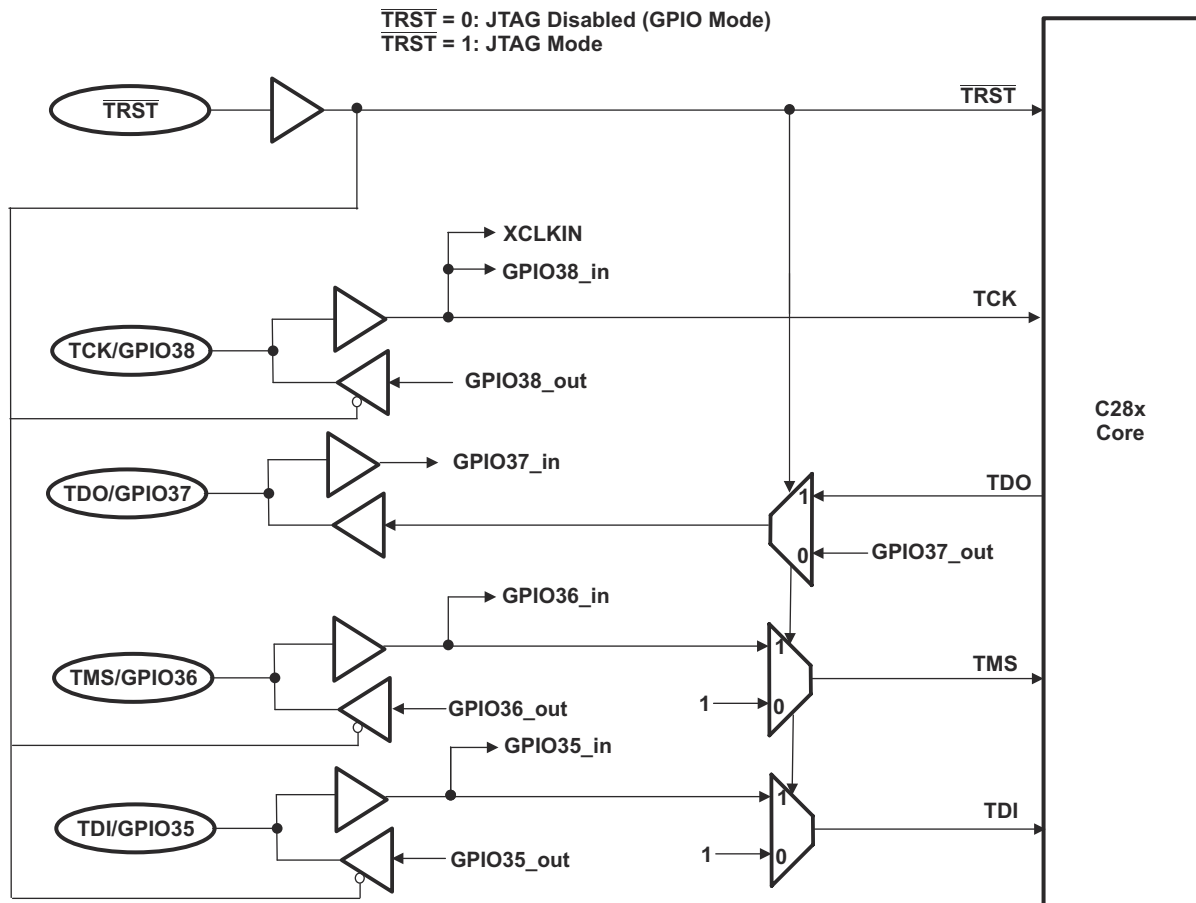 TRST = 0: JTAG Disabled (GPIO Mode)
TRST = 1: JTAG Mode
TRST
TRST
XCLKIN
GPIO38_in
TCK
TCK/GPIO38
GPIO38_out
C28x
Core
GPIO37_in
TDO/GPIO37
TDO
1
0
GPIO37_out
GPIO36_in
1
TMS/GPIO36
TMS
GPIO36_out
1
0
GPIO35_in
1
TDI/GPIO35
TDI
GPIO35_out
1
0